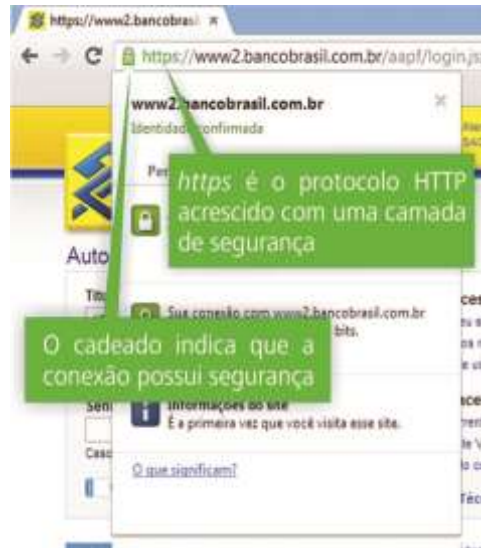 https://www2.bancobrasil
https://www2.bancobrasil.com.br/aapf/login.js
www2.bancobrasil.com.br
Identidade confirmada
https é o protocolo HTTP
acrescido com uma camada
de segurança
Auto
Sua conexão com www2.bancobrasil.com.br
bits.
O cadeado indica que a
conexão possui segurança
Informações do site
É a primeira vez que você visita esse site.
O que significam?